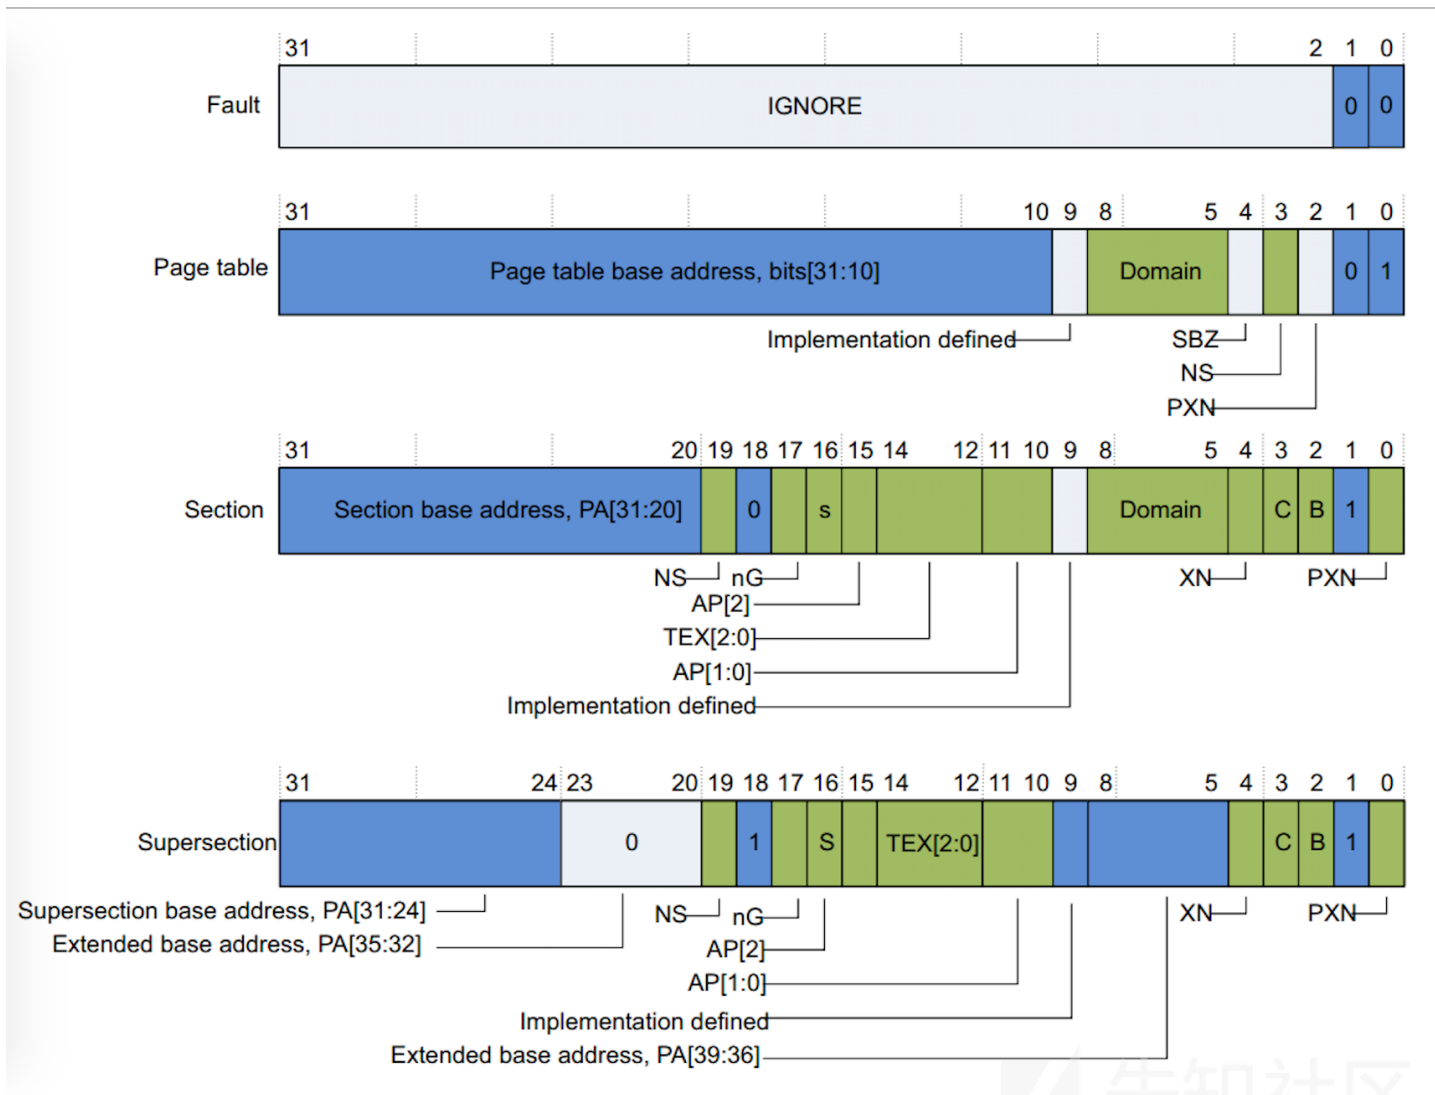 31 2 1 0
Fault IGNORE 0 0
31 10 9 8 5 4 3 2 1 0
Page table Page table base address, bits[31:10] Domain 0 1
Implementation defined SBZ
NS
PXN
31 20 19 18 17 16 15 14 12 11 10 9 8 5 4 3 2 1 0
Section Section base address, PA[31:20] 0 s Domain C B 1
NS nG XN PXN
AP[2]
TEX[2:0]
AP[1:0]
Implementation defined
31 24 23 20 19 18 17 16 15 14 12 11 10 9 8 5 4 3 2 1 0
Supersection 0 1 S TEX[2:0] C B 1
Supersection base address, PA[31:24] NS nG XN PXN
Extended base address, PA[35:32]
AP[2]
AP[1:0]
Implementation defined
Extended base address, PA[39:36]